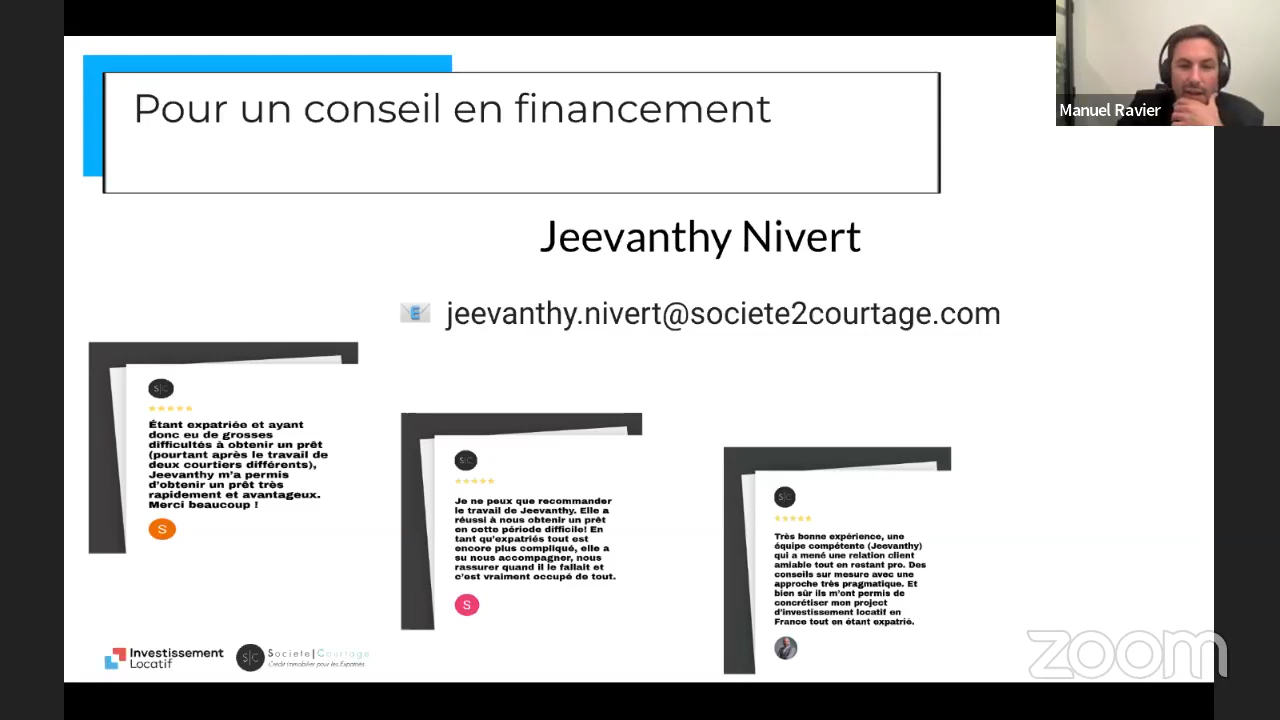 Manuel Ravier
Pour un conseil en financement
Jeevanthy Nivert
jeevanthy.nivert@societe2courtage.com
S|C
Étant expatriée et ayant
donc eu de grosses
difficultés à obtenir un prêt
(pourtant après le travail de
deux courtiers différents),
Jeevanthy m'a permis
d'obtenir un prêt très
rapidement et avantageux.
Merci beaucoup !
S
S|C
Je ne peux que recommander
le travail de Jeevanthy. Elle a
réussi à nous obtenir un prêt
en cette période difficile! En
tant qu'expatriés tout est
encore plus compliqué, elle a
su nous accompagner, nous
rassurer quand il le fallait et
c'est vraiment occupé de tout.
S
S|C
Très bonne expérience, une
équipe compétente (Jeevanthy)
qui a mené une relation client
amiable tout en restant pro. Des
conseils sur mesure avec une
approche très pragmatique. Et
bien sûr ils m'ont permis de
concrétiser mon project
d'investissement locatif en
France tout en étant expatrié.
Investissement
Locatif
S|C
Societe|Courtage
Crédit immobilier pour les Expatriés
zoom